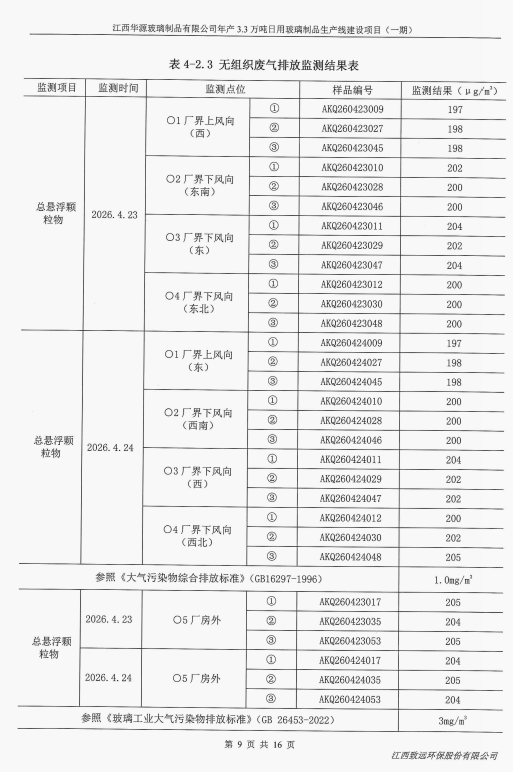 江西华源玻璃制品有限公司年产 3.3 万吨日用玻璃制品生产线建设项目（一期）
表 4-2.3 无组织废气排放监测结果表
监测项目 监测时间 监测点位 样品编号 监测结果（μg/m³）
总悬浮颗粒物 2026.4.23 〇1 厂界上风向（西） ① AKQ260423009 197
② AKQ260423027 198
③ AKQ260423045 198
〇2 厂界下风向（东南） ① AKQ260423010 202
② AKQ260423028 200
③ AKQ260423046 200
〇3 厂界下风向（东） ① AKQ260423011 204
② AKQ260423029 202
③ AKQ260423047 204
〇4 厂界下风向（东北） ① AKQ260423012 200
② AKQ260423030 200
③ AKQ260423048 200
总悬浮颗粒物 2026.4.24 〇1 厂界上风向（东） ① AKQ260424009 197
② AKQ260424027 198
③ AKQ260424045 198
〇2 厂界下风向（西南） ① AKQ260424010 200
② AKQ260424028 200
③ AKQ260424046 200
〇3 厂界下风向（西） ① AKQ260424011 204
② AKQ260424029 202
③ AKQ260424047 202
〇4 厂界下风向（西北） ① AKQ260424012 200
② AKQ260424030 202
③ AKQ260424048 205
参照《大气污染物综合排放标准》（GB16297-1996） 1.0mg/m³
总悬浮颗粒物 2026.4.23 〇5 厂房外 ① AKQ260423017 205
② AKQ260423035 204
③ AKQ260423053 205
2026.4.24 〇5 厂房外 ① AKQ260424017 204
② AKQ260424035 205
③ AKQ260424053 204
参照《玻璃工业大气污染物排放标准》（GB 26453-2022） 3mg/m³
第 9 页 共 16 页
江西致远环保股份有限公司